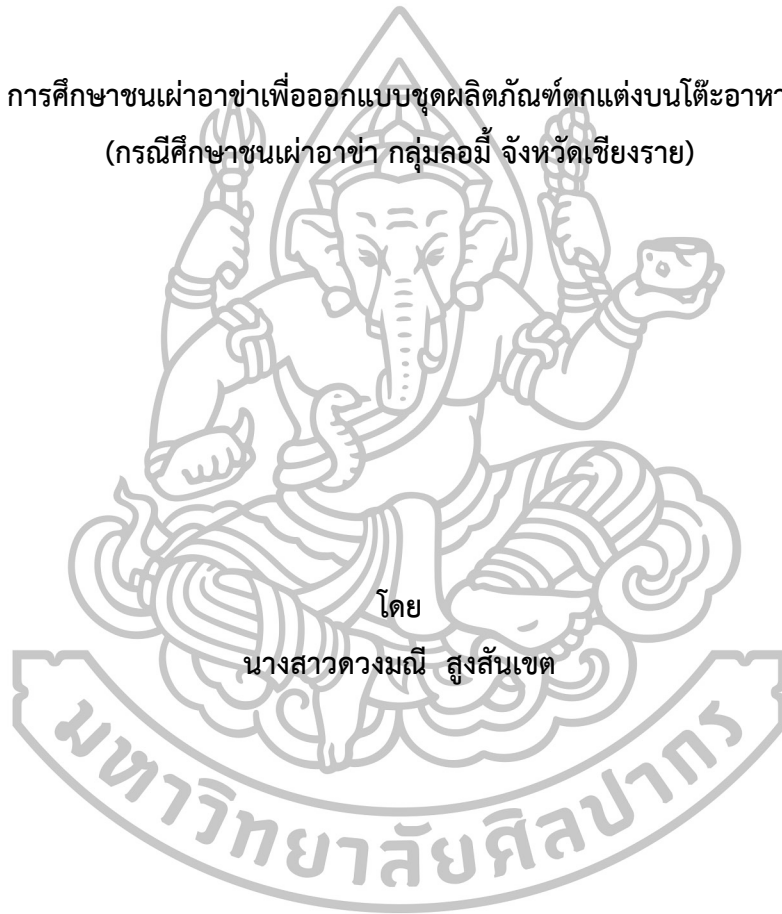 การศึกษาชนเผ่าอาข่าเพื่อออกแบบชุดผลิตภัณฑ์ตกแต่งบนโต๊ะอาหา
(กรณีศึกษาชนเผ่าอาข่า กลุ่มลอมี้ จังหวัดเชียงราย)
โดย
นางสาวดวงมณี สูงสันเขต
มหาวิทยาลัยศิลปากร